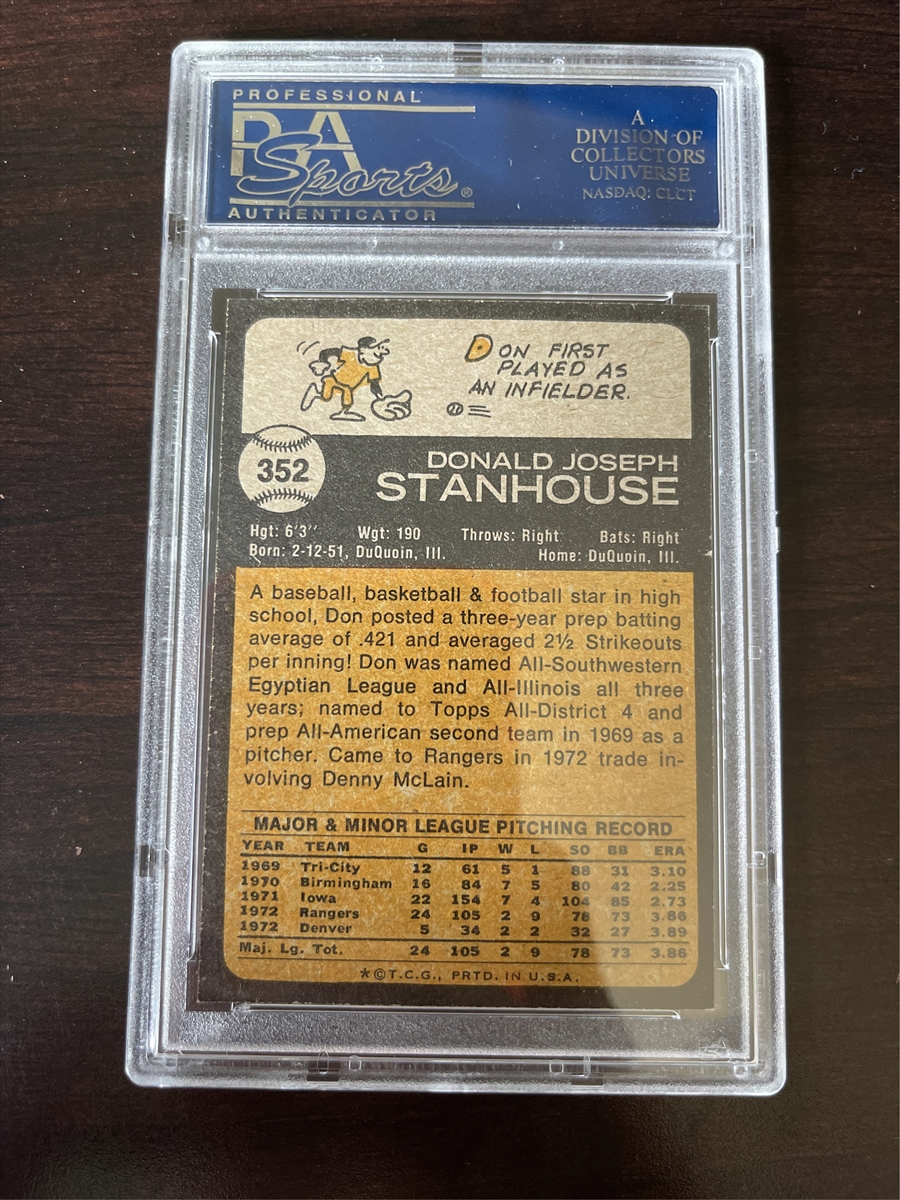 PROFESSIONAL
PSA
Sports®
AUTHENTICATOR
A
DIVISION OF
COLLECTORS
UNIVERSE
NASDAQ: CLCT
DON FIRST
PLAYED AS
AN INFIELDER.
352
DONALD JOSEPH
STANHOUSE
Hgt: 6'3" Wgt: 190 Throws: Right Bats: Right
Born: 2-12-51, DuQuoin, Ill. Home: DuQuoin, Ill.
A baseball, basketball & football star in high
school, Don posted a three-year prep batting
average of .421 and averaged 2½ Strikeouts
per inning! Don was named All-Southwestern
Egyptian League and All-Illinois all three
years; named to Topps All-District 4 and
prep All-American second team in 1969 as a
pitcher. Came to Rangers in 1972 trade in-
volving Denny McLain.
MAJOR & MINOR LEAGUE PITCHING RECORD
YEAR TEAM G IP W L SO BB ERA
1969 Tri-City 12 61 5 1 88 31 3.10
1970 Birmingham 16 84 7 5 80 42 2.25
1971 Iowa 22 154 7 4 104 85 2.73
1972 Rangers 24 105 2 9 78 73 3.86
1972 Denver 5 34 2 2 32 27 3.89
Maj. Lg. Tot. 24 105 2 9 78 73 3.86
*©T.C.G., PRTD. IN U.S.A.